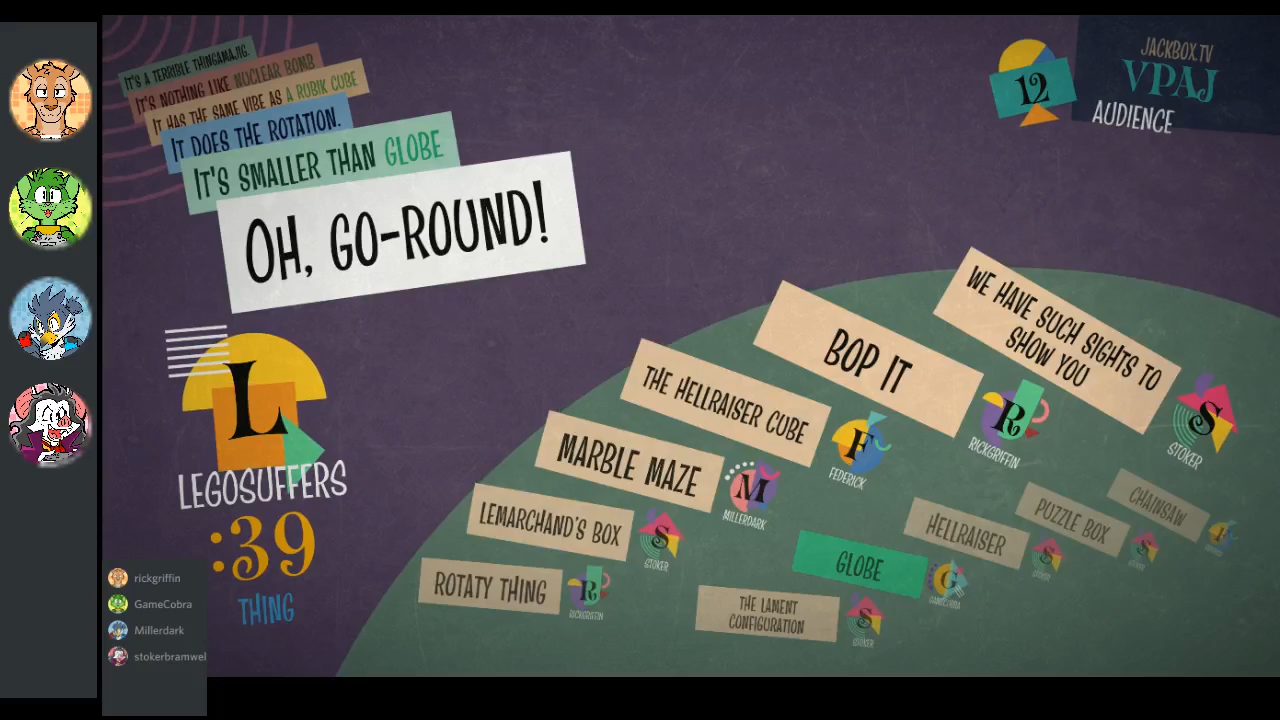 IT'S A TERRIBLE THINGAMAJIG.
IT'S NOTHING LIKE NUCLEAR BOMB
IT HAS THE SAME VIBE AS A RUBIK CUBE
IT DOES THE ROTATION.
IT'S SMALLER THAN GLOBE
OH, GO-ROUND!
JACKBOX.TV
VPAJ
12
AUDIENCE
WE HAVE SUCH SIGHTS TO
SHOW YOU
S
STOKER
BOP IT
R
RICKGRIFFIN
THE HELLRAISER CUBE
F
FEDERICK
MARBLE MAZE
M
MILLERDARK
LEMARCHAND'S BOX
S
STOKER
ROTATY THING
R
RICKGRIFFIN
CHAINSAW
F
PUZZLE BOX
S
STOKER
HELLRAISER
S
STOKER
GLOBE
G
GAMECOBRA
THE LAMENT
CONFIGURATION
S
STOKER
L
LEGOSUFFERS
:39
THING
rickgriffin
GameCobra
Millerdark
stokerbramwel